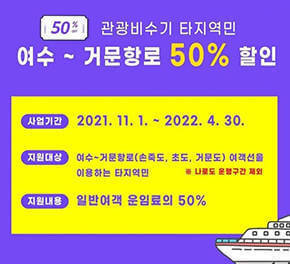 50% 관광비수기 타지역민
여수 ~ 거문항로 50% 할인
사업기간 2021. 11. 1. ~ 2022. 4. 30.
지원대상 여수~거문항로(손죽도, 초도, 거문도) 여객선을
이용하는 타지역민 ※ 나로도 운행구간 제외
지원내용 일반여객 운임료의 50%